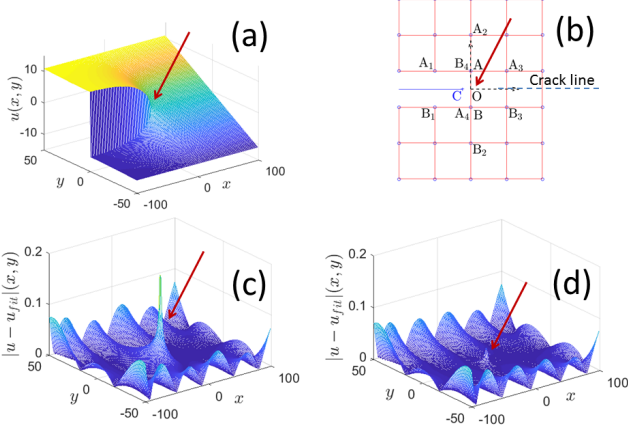 (a)
u(x, y)
10
0
-10
50
0
-50
y
-100
0
100
x
(b)
A₂
A₁
B₄
A
A₃
Crack line
C
O
B₁
A₄
B
B₃
B₂
(c)
|u − u_fit|(x, y)
0.2
0.1
0
50
0
-50
y
-100
0
100
x
(d)
|u − u_fit|(x, y)
0.2
0.1
0
50
0
-50
y
-100
0
100
x